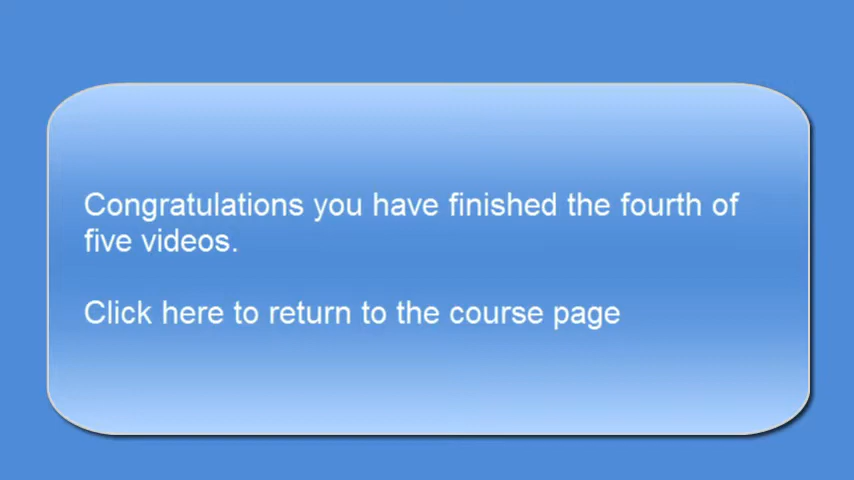 Congratulations you have finished the fourth of
five videos.
Click here to return to the course page